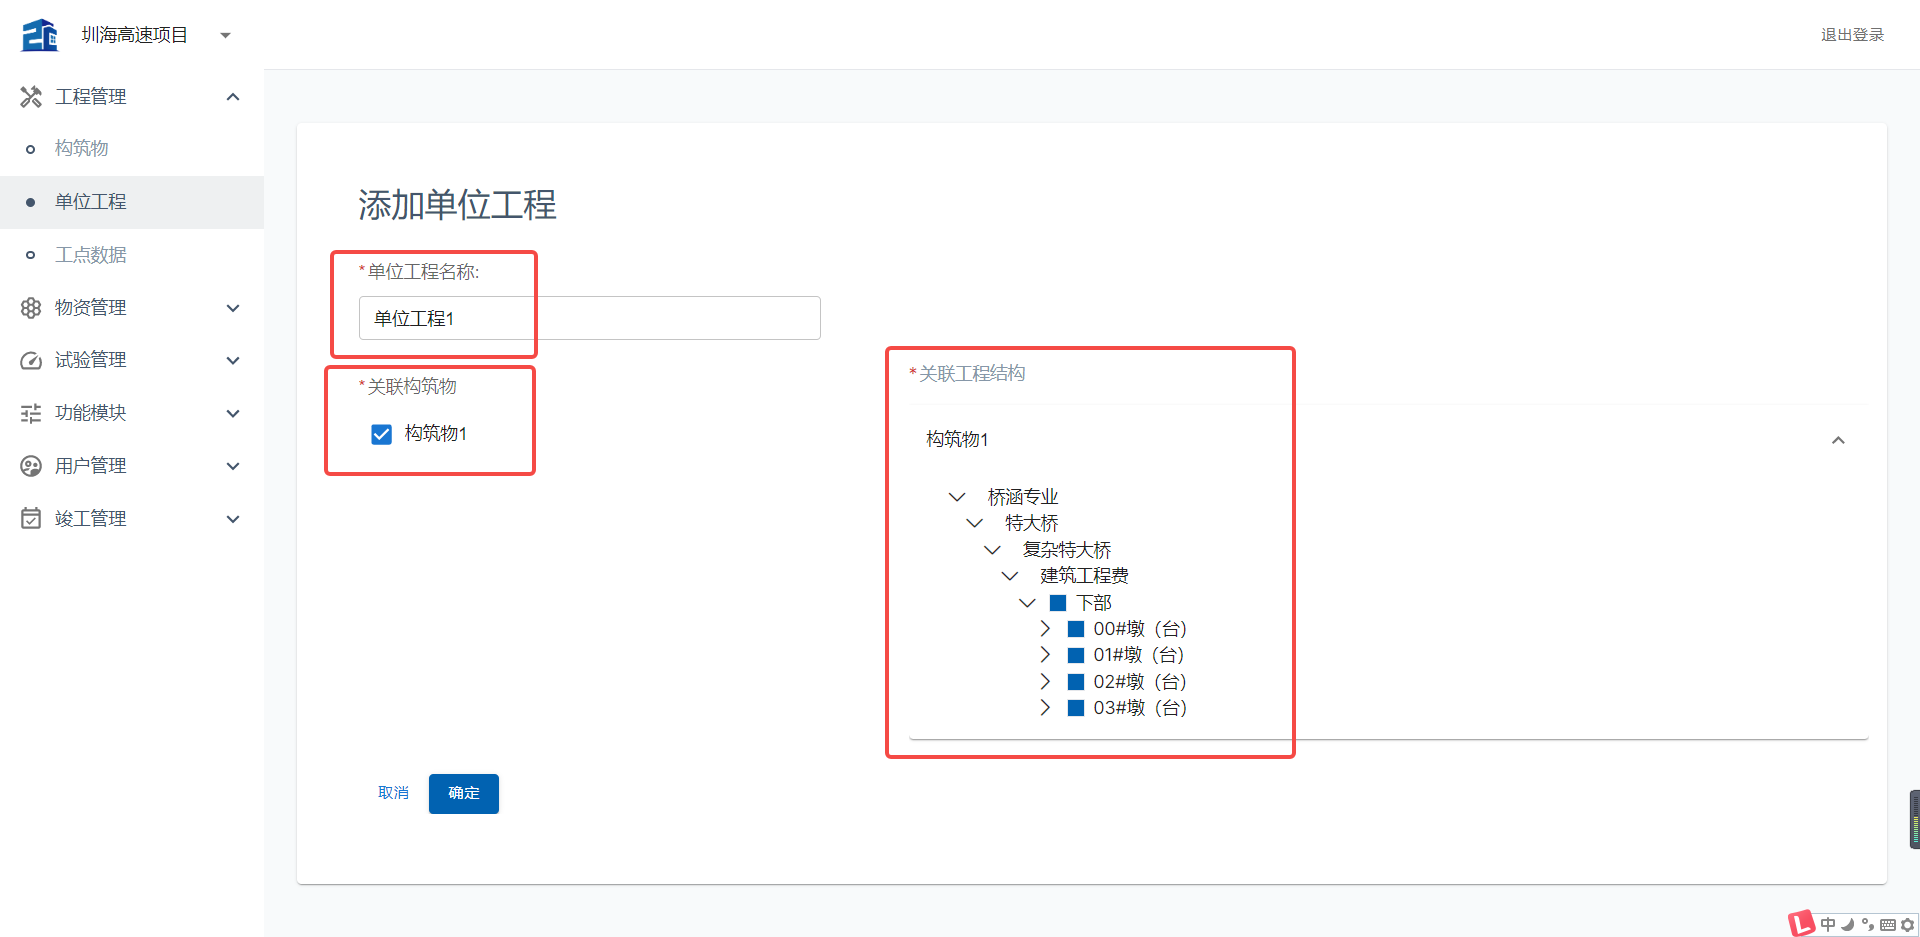 圳海高速项目
退出登录
工程管理
构筑物
单位工程
工点数据
物资管理
试验管理
功能模块
用户管理
竣工管理
添加单位工程
*单位工程名称:
单位工程1
*关联构筑物
构筑物1
*关联工程结构
构筑物1
桥涵专业
特大桥
复杂特大桥
建筑工程费
下部
00#墩（台）
01#墩（台）
02#墩（台）
03#墩（台）
取消
确定
中